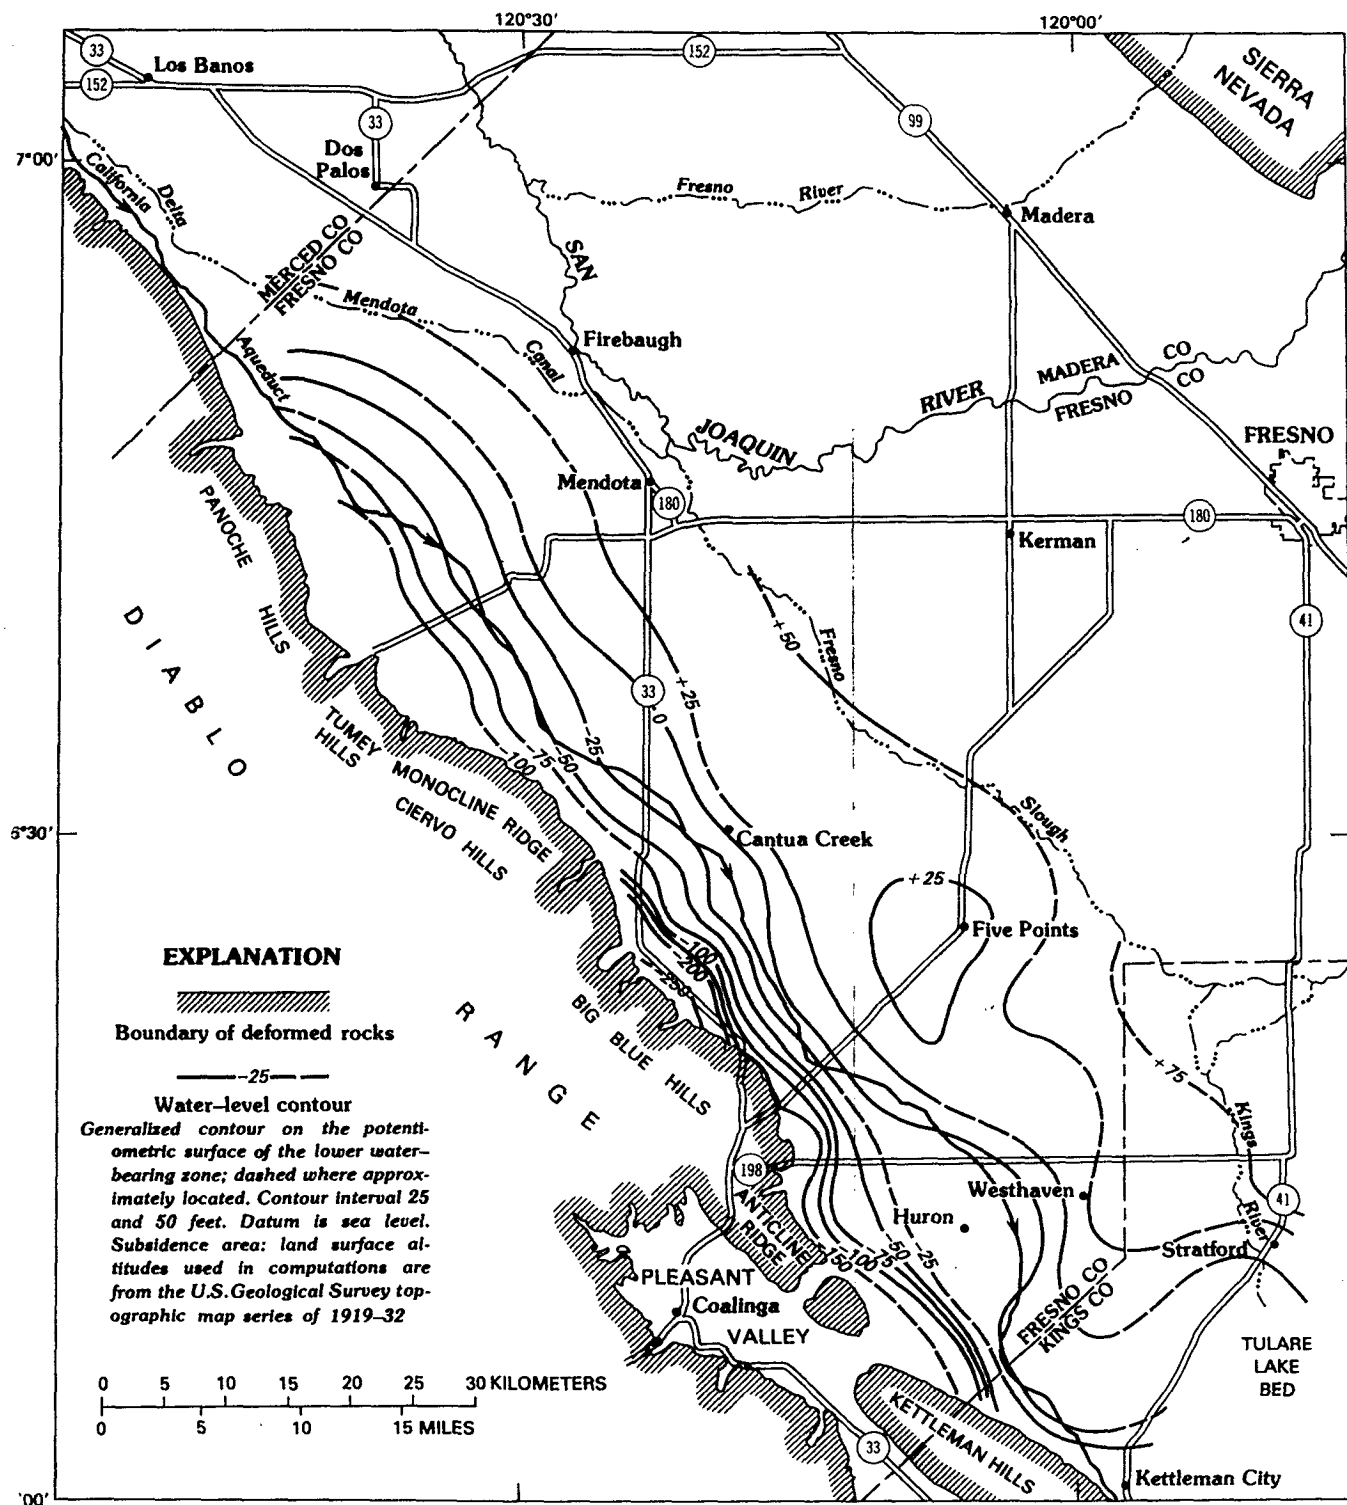 120°30'
120°00'
33
Los Banos
152
152
33
Dos
Palos
99
SIERRA
NEVADA
7°00'
California
Delta
Fresno River
Madera
MERCED CO
FRESNO CO
SAN
Mendota
Canal
Firebaugh
Aqueduct
MADERA CO
FRESNO CO
RIVER
JOAQUIN
FRESNO
Mendota
180
180
Kerman
PANOCHE
HILLS
DIABLO
41
+50
Fresno
33
+25
0
TUMEY
HILLS
-100
-75
-50
-25
MONOCLINE RIDGE
CIERVO HILLS
Slough
6°30'
Cantua Creek
+25
Five Points
-100
-200
-250
RANGE
BIG BLUE HILLS
+75
Kings
River
198
41
Westhaven
Huron
Stratford
ANTICLINE
RIDGE
-150
-100
-75
-50
-25
FRESNO CO
KINGS CO
PLEASANT
Coalinga
VALLEY
TULARE
LAKE
BED
KETTLEMAN HILLS
33
Kettleman City
EXPLANATION
Boundary of deformed rocks
-25
Water-level contour
Generalized contour on the potenti-
ometric surface of the lower water-
bearing zone; dashed where approx-
imately located. Contour interval 25
and 50 feet. Datum is sea level.
Subsidence area: land surface al-
titudes used in computations are
from the U.S.Geological Survey top-
ographic map series of 1919–32
0 5 10 15 20 25 30 KILOMETERS
0 5 10 15 MILES
'00'